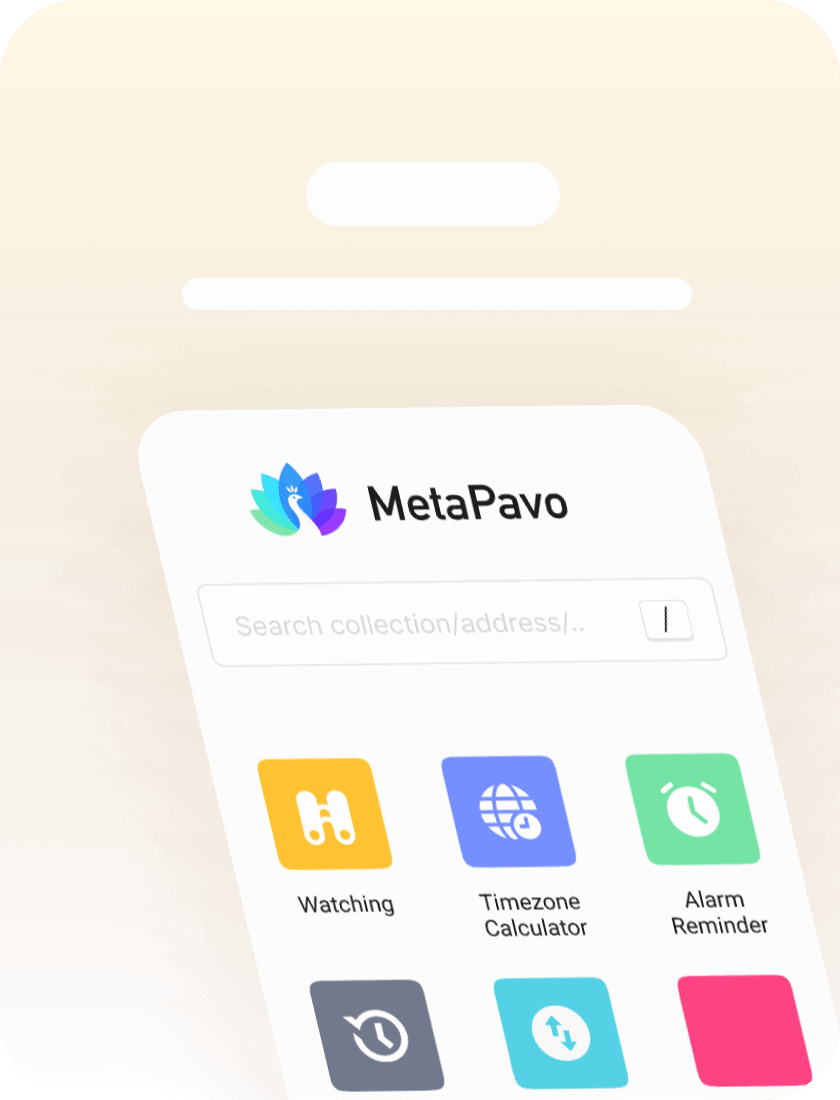 MetaPavo
Search collection/address/..
Watching
Timezone
Calculator
Alarm
Reminder